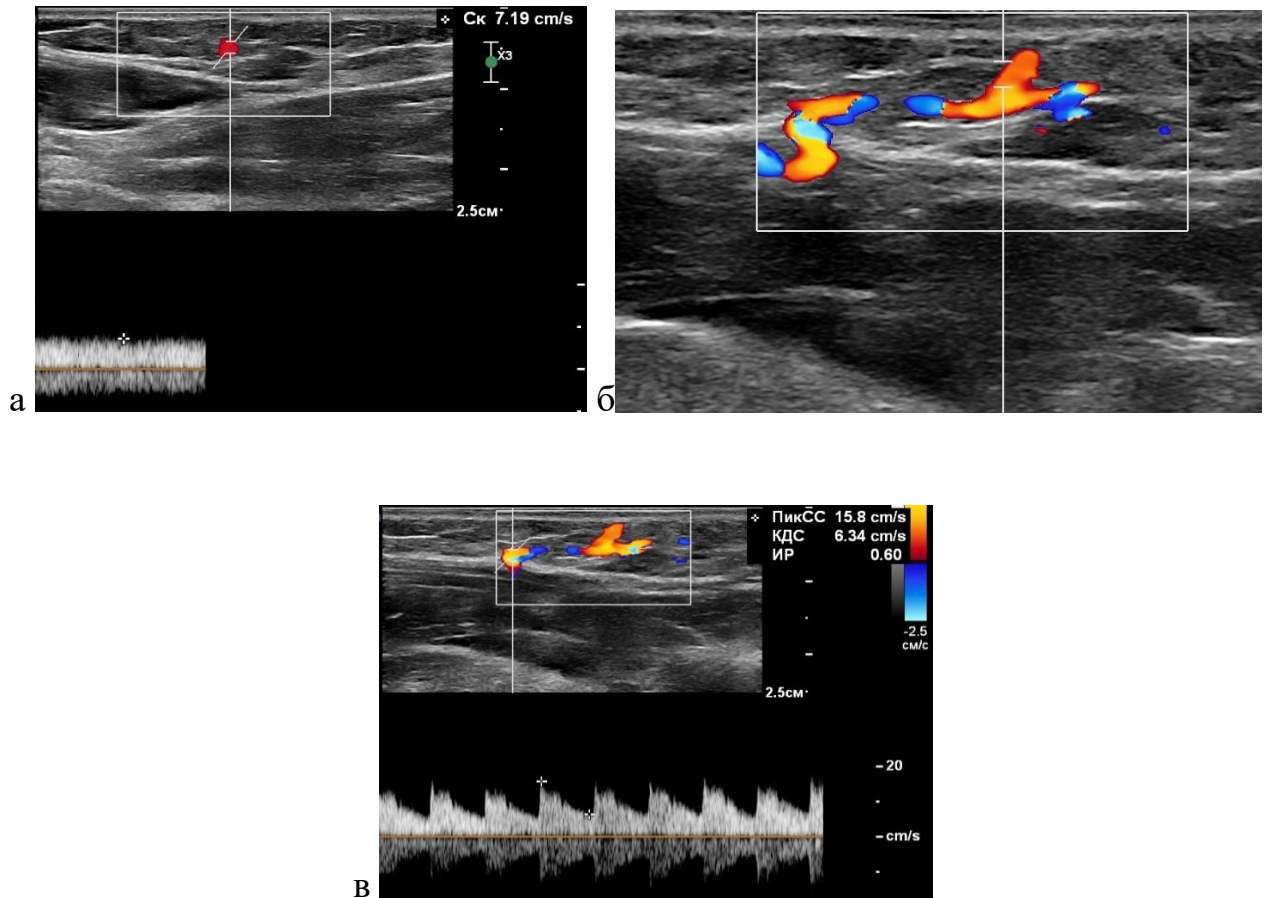 Ск 7.19 cm/s
X3
2.5см
а
б
ПикСС 15.8 cm/s
КДС 6.34 cm/s
ИР 0.60
-2.5
см/с
2.5см
20
cm/s
в